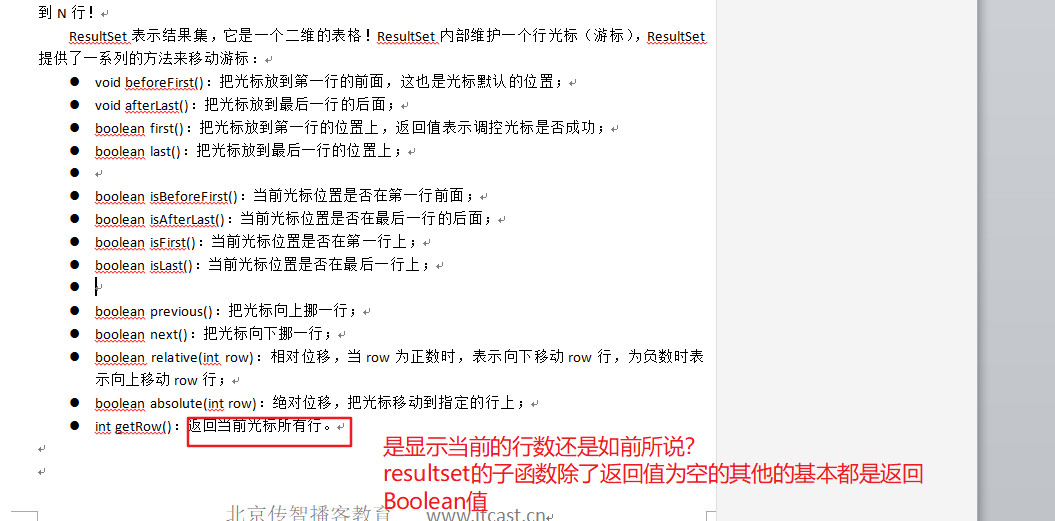 到 N 行！
ResultSet 表示结果集，它是一个二维的表格！ResultSet 内部维护一个行光标（游标），ResultSet
提供了一系列的方法来移动游标：
● void beforeFirst()：把光标放到第一行的前面，这也是光标默认的位置；
● void afterLast()：把光标放到最后一行的后面；
● boolean first()：把光标放到第一行的位置上，返回值表示调控光标是否成功；
● boolean last()：把光标放到最后一行的位置上；
●
● boolean isBeforeFirst()：当前光标位置是否在第一行前面；
● boolean isAfterLast()：当前光标位置是否在最后一行的后面；
● boolean isFirst()：当前光标位置是否在第一行上；
● boolean isLast()：当前光标位置是否在最后一行上；
●
● boolean previous()：把光标向上挪一行；
● boolean next()：把光标向下挪一行；
● boolean relative(int row)：相对位移，当 row 为正数时，表示向下移动 row 行，为负数时表
示向上移动 row 行；
● boolean absolute(int row)：绝对位移，把光标移动到指定的行上；
● int getRow()：返回当前光标所有行。
是显示当前的行数还是如前所说?
resultset的子函数除了返回值为空的其他的基本都是返回
Boolean值
北京传智播客教育 www.itcast.cn